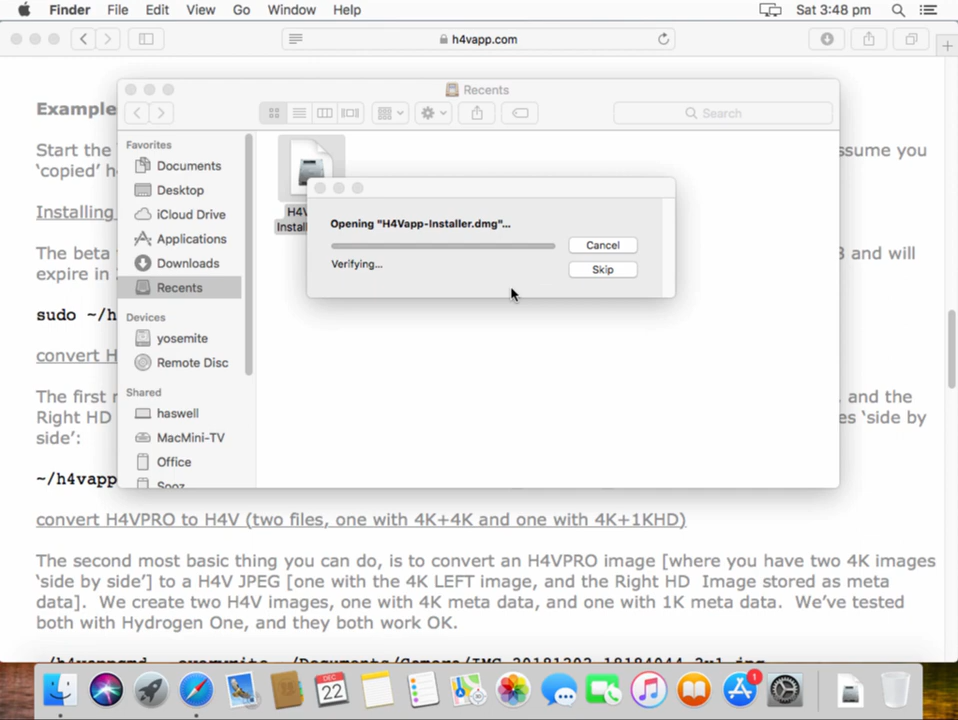 Finder File Edit View Go Window Help Sat 3:48 pm
h4vapp.com
Recents
Search
Example
Start the
ssume you
'copied' h
Installing
The beta
3 and will
expire in
sudo ~/h
convert H
The first
, and the
Right HD
es 'side by
side':
~/h4vapp
Favorites
Documents
Desktop
iCloud Drive
Applications
Downloads
Recents
Devices
yosemite
Remote Disc
Shared
haswell
MacMini-TV
Office
Spoz
H4V
Install
Opening "H4Vapp-Installer.dmg"...
Cancel
Verifying...
Skip
convert H4VPRO to H4V (two files, one with 4K+4K and one with 4K+1KHD)
The second most basic thing you can do, is to convert an H4VPRO image [where you have two 4K images
'side by side'] to a H4V JPEG [one with the 4K LEFT image, and the Right HD Image stored as meta
data]. We create two H4V images, one with 4K meta data, and one with 1K meta data. We've tested
both with Hydrogen One, and they both work OK.
DEC
22
1